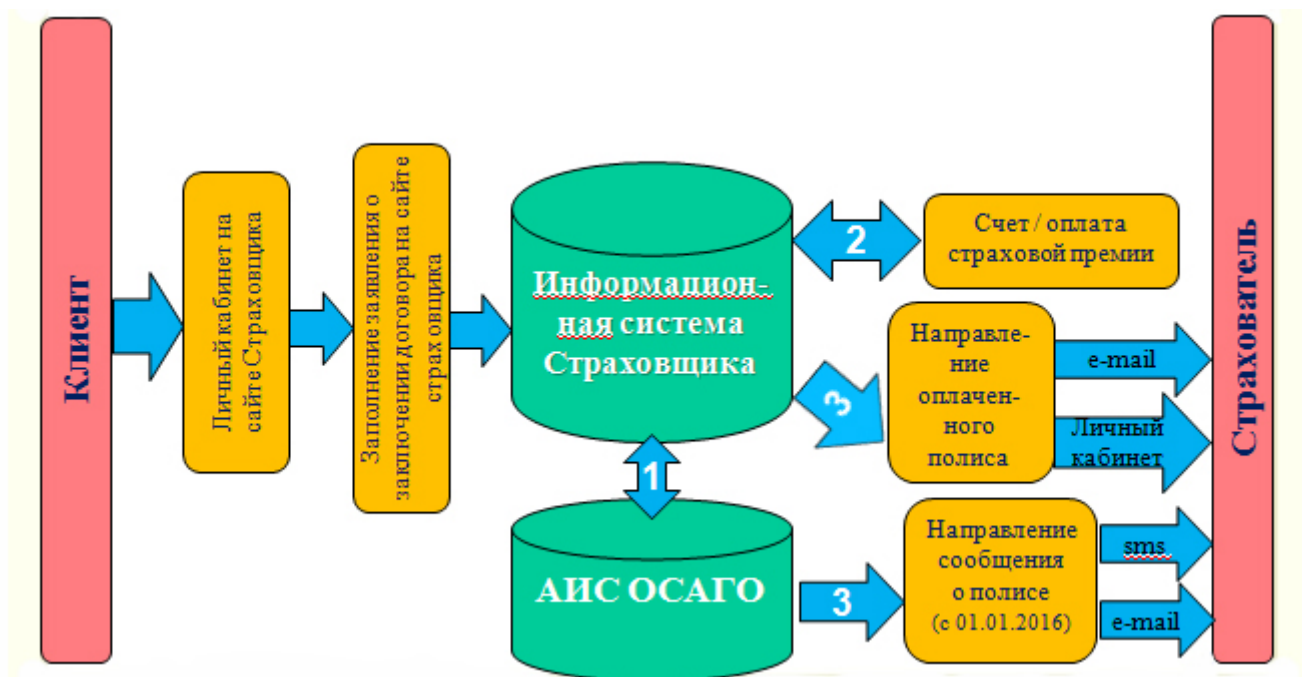 Клиент
Личный кабинет на
сайте Страховщика
Заполнение заявления о
заключении договора на сайте
страховщика
Информацион-
ная система
Страховщика
2
Счет / оплата
страховой премии
3
Направле-
ние
оплачен-
ного
полиса
e-mail
Личный
кабинет
1
АИС ОСАГО
3
Направление
сообщения
о полисе
(с 01.01.2016)
sms
e-mail
Страхователь